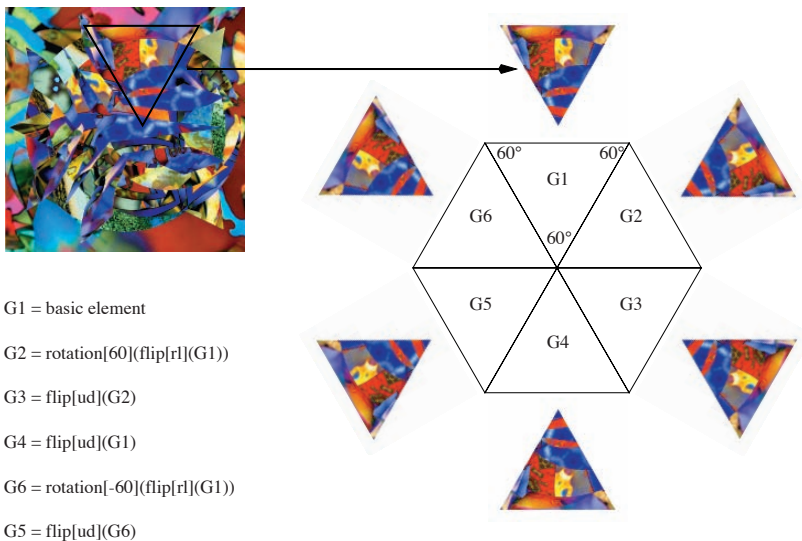 60°
60°
G1
G6
G2
60°
G5
G3
G4
G1 = basic element
G2 = rotation[60](flip[rl](G1))
G3 = flip[ud](G2)
G4 = flip[ud](G1)
G6 = rotation[-60](flip[rl](G1))
G5 = flip[ud](G6)